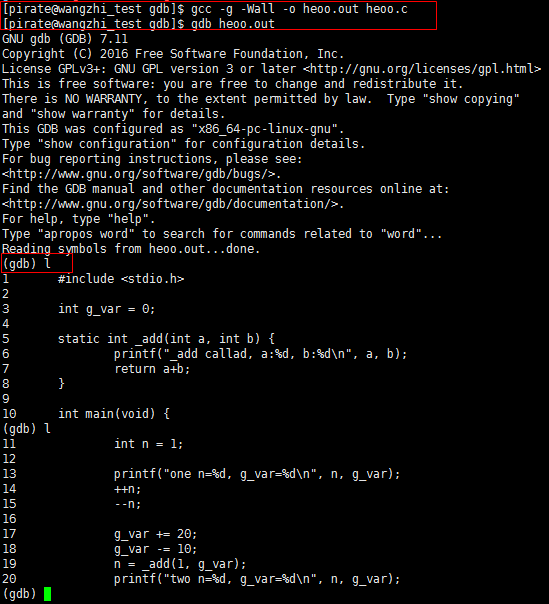 [pirate@wangzhi_test gdb]$ gcc -g -Wall -o heoo.out heoo.c
[pirate@wangzhi_test gdb]$ gdb heoo.out
GNU gdb (GDB) 7.11
Copyright (C) 2016 Free Software Foundation, Inc.
License GPLv3+: GNU GPL version 3 or later <http://gnu.org/licenses/gpl.html>
This is free software: you are free to change and redistribute it.
There is NO WARRANTY, to the extent permitted by law.  Type "show copying"
and "show warranty" for details.
This GDB was configured as "x86_64-pc-linux-gnu".
Type "show configuration" for configuration details.
For bug reporting instructions, please see:
<http://www.gnu.org/software/gdb/bugs/>.
Find the GDB manual and other documentation resources online at:
<http://www.gnu.org/software/gdb/documentation/>.
For help, type "help".
Type "apropos word" to search for commands related to "word"...
Reading symbols from heoo.out...done.
(gdb) l
1       #include <stdio.h>
2
3       int g_var = 0;
4
5       static int _add(int a, int b) {
6               printf("_add callad, a:%d, b:%d\n", a, b);
7               return a+b;
8       }
9
10      int main(void) {
(gdb) l
11              int n = 1;
12
13              printf("one n=%d, g_var=%d\n", n, g_var);
14              ++n;
15              --n;
16
17              g_var += 20;
18              g_var -= 10;
19              n = _add(1, g_var);
20              printf("two n=%d, g_var=%d\n", n, g_var);
(gdb)